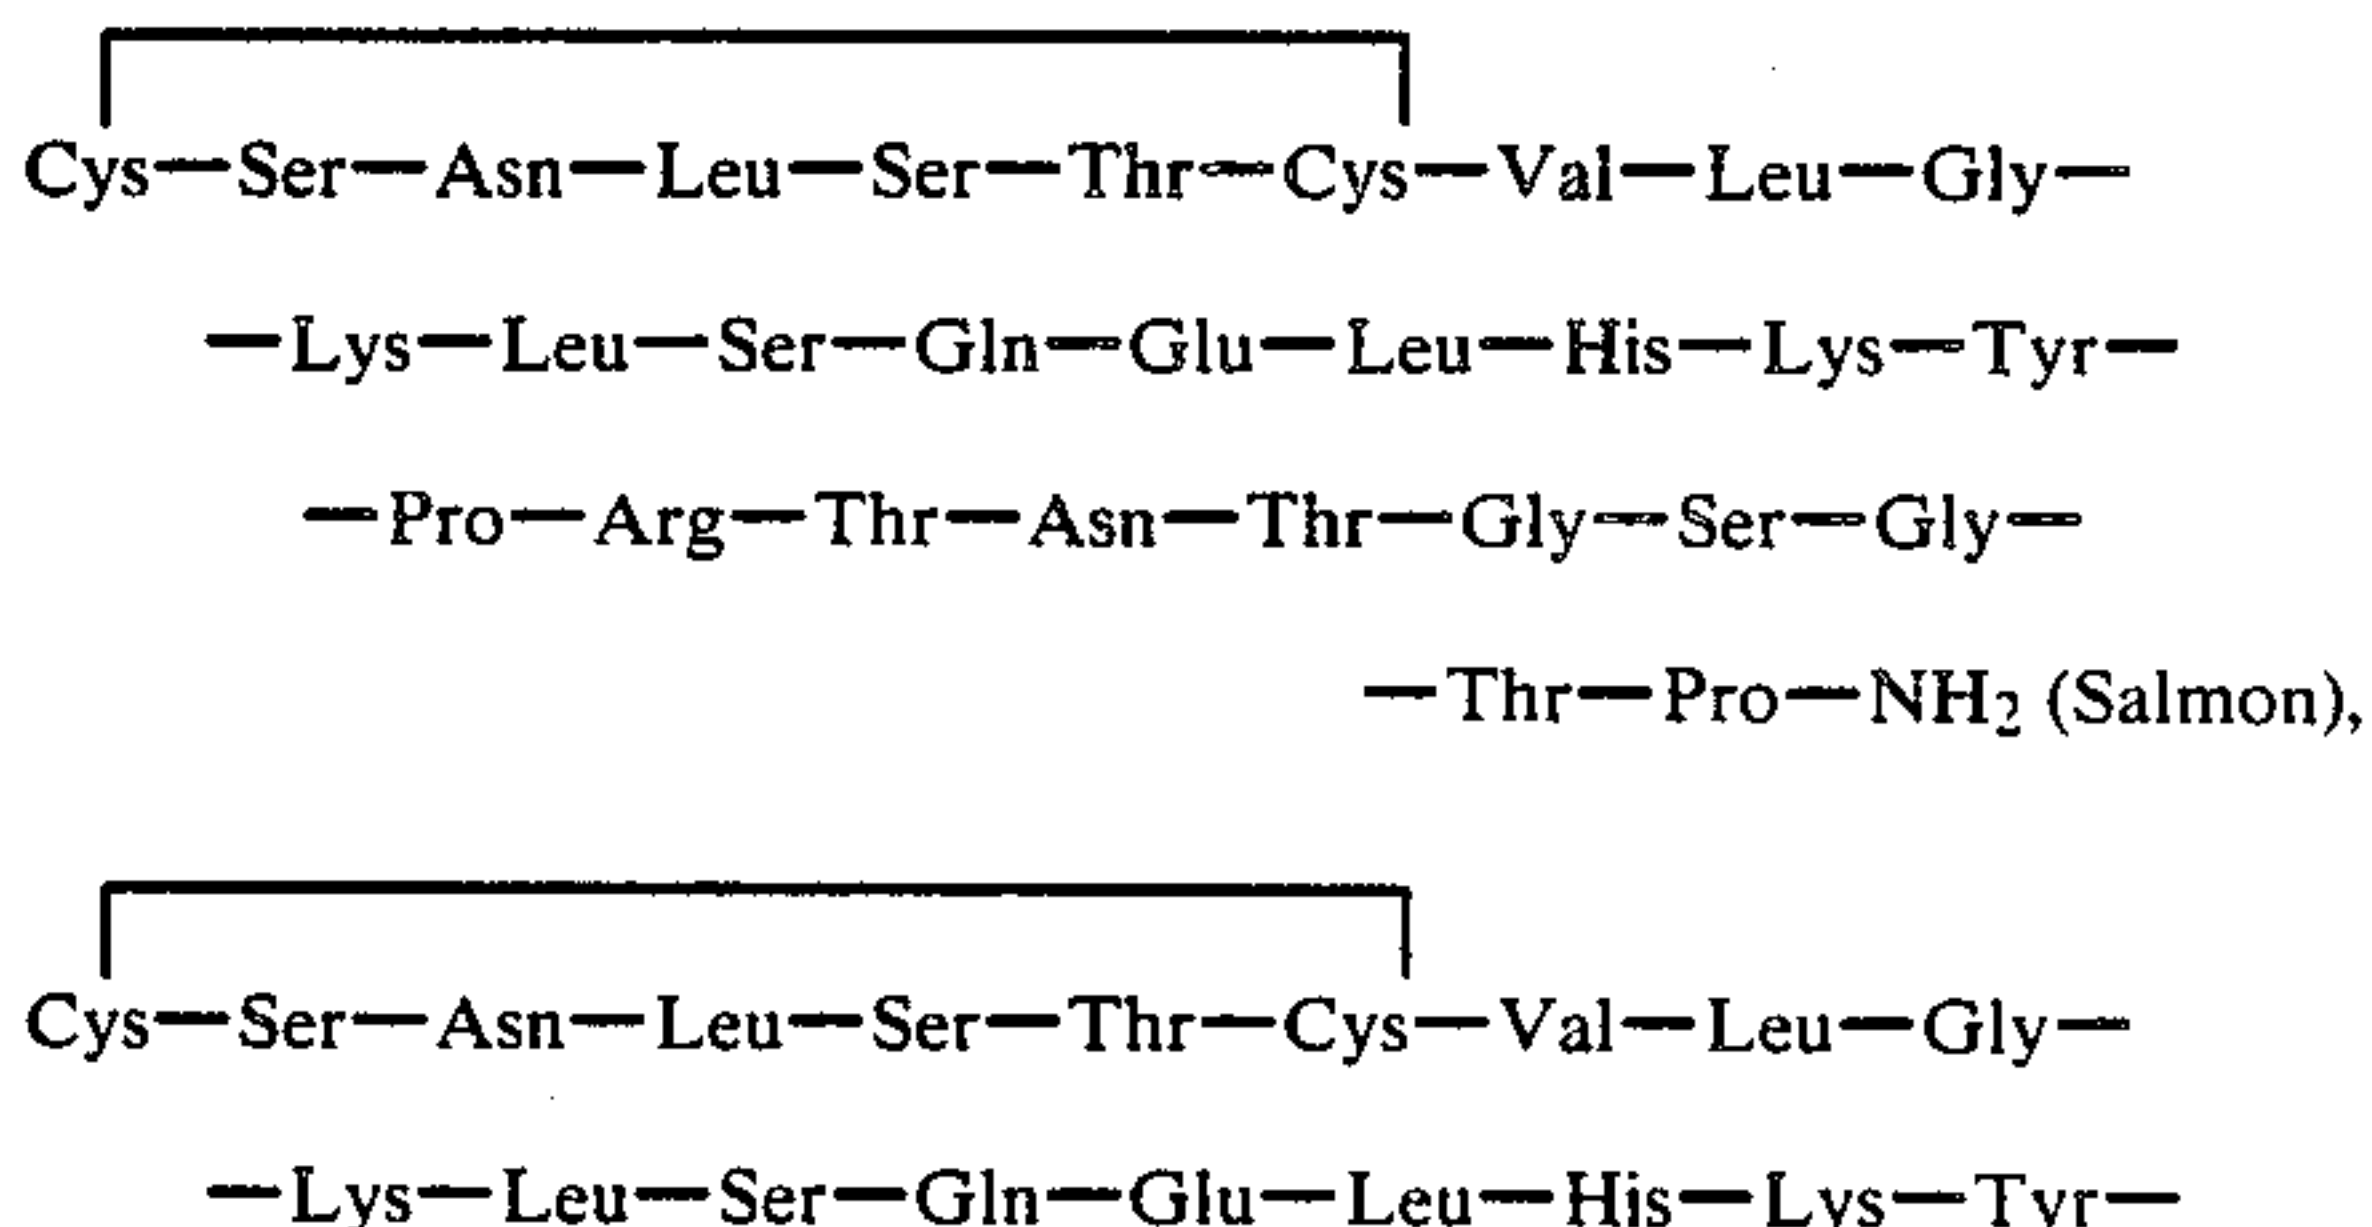 Cys—Ser—Asn—Leu—Ser—Thr—Cys—Val—Leu—Gly—
—Lys—Leu—Ser—Gln—Glu—Leu—His—Lys—Tyr—
—Pro—Arg—Thr—Asn—Thr—Gly—Ser—Gly—
—Thr—Pro—NH₂ (Salmon),
Cys—Ser—Asn—Leu—Ser—Thr—Cys—Val—Leu—Gly—
—Lys—Leu—Ser—Gln—Glu—Leu—His—Lys—Tyr—